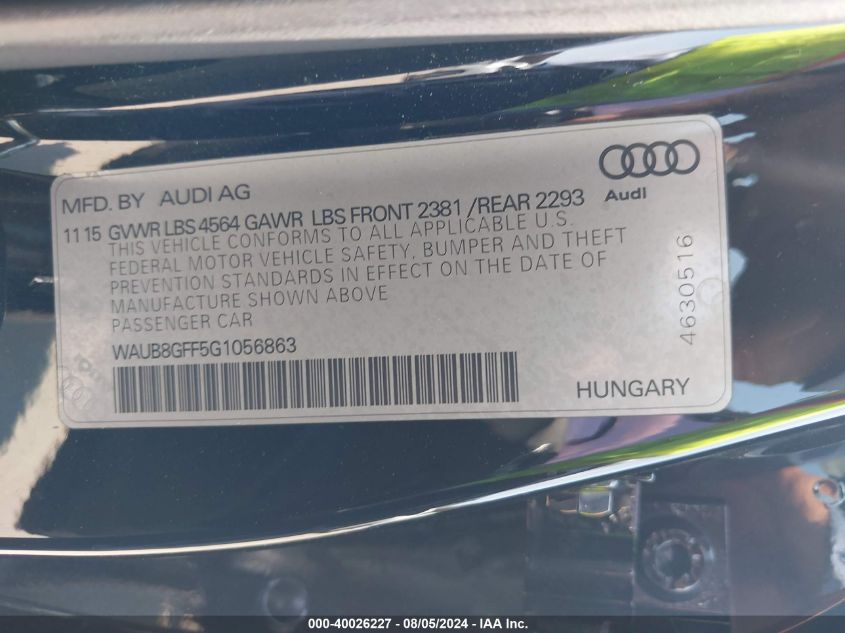 MFD. BY AUDI AG
Audi
11 15 GVWR LBS 4564 GAWR LBS FRONT 2381 /REAR 2293
THIS VEHICLE CONFORMS TO ALL APPLICABLE U.S.
FEDERAL MOTOR VEHICLE SAFETY, BUMPER AND THEFT
PREVENTION STANDARDS IN EFFECT ON THE DATE OF
MANUFACTURE SHOWN ABOVE
PASSENGER CAR
WAUB8GFF5G1056863
4630516
HUNGARY
000-40026227 - 08/05/2024 - IAA Inc.